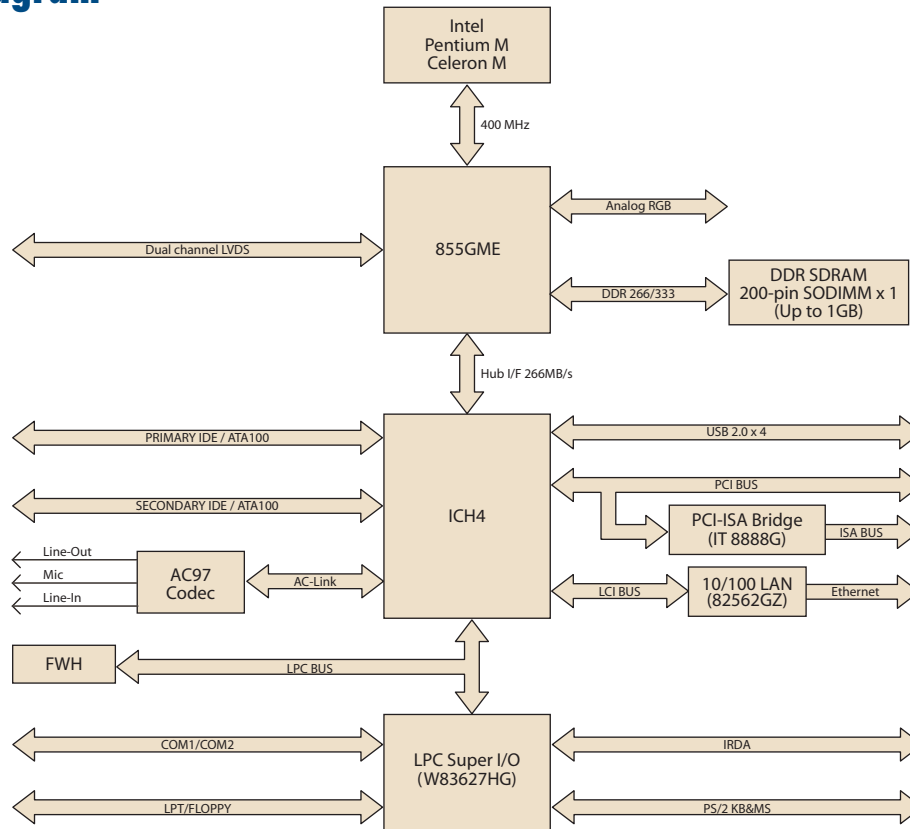 Intel
Pentium M
Celeron M
400 MHz
Analog RGB
Dual channel LVDS
855GME
DDR 266/333
DDR SDRAM
200-pin SODIMM x 1
(Up to 1GB)
Hub I/F 266MB/s
PRIMARY IDE / ATA100
USB 2.0 x 4
PCI BUS
SECONDARY IDE / ATA100
ICH4
PCI-ISA Bridge
(IT 8888G)
ISA BUS
Line-Out
Mic
Line-In
AC97
Codec
AC-Link
LCI BUS
10/100 LAN
(82562GZ)
Ethernet
FWH
LPC BUS
COM1/COM2
LPC Super I/O
(W83627HG)
IRDA
LPT/FLOPPY
PS/2 KB&MS